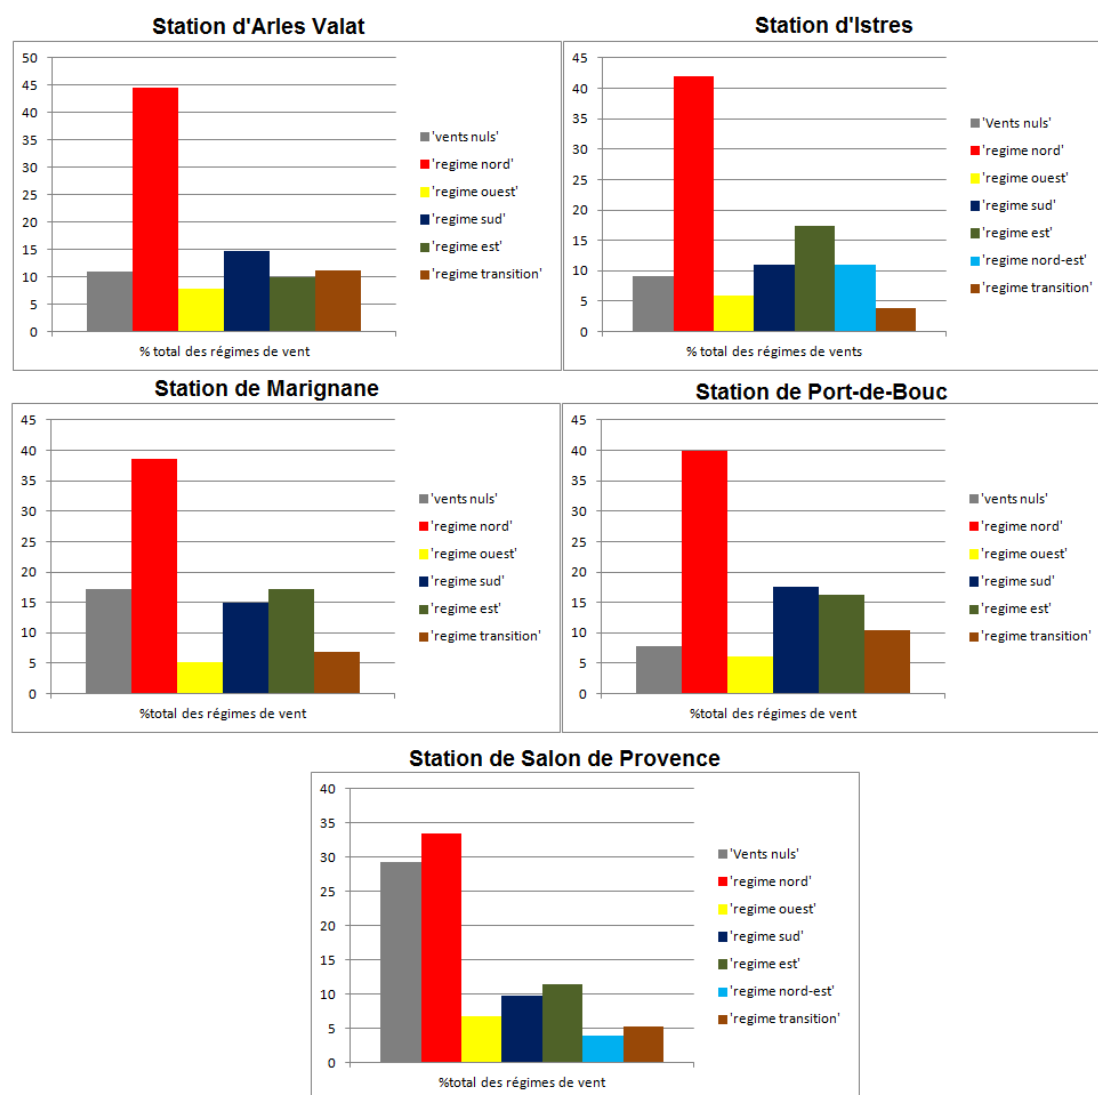 Station d'Arles Valat
50
45
40
35
30
25
20
15
10
5
0
'vents nuls'
'regime nord'
'regime ouest'
'regime sud'
'regime est'
'regime transition'
% total des régimes de vent
Station d'Istres
45
40
35
30
25
20
15
10
5
0
'Vents nuls'
'regime nord'
'regime ouest'
'regime sud'
'regime est'
'regime nord-est'
'regime transition'
% total des régimes de vents
Station de Marignane
45
40
35
30
25
20
15
10
5
0
'vents nuls'
'regime nord'
'regime ouest'
'regime sud'
'regime est'
'regime transition'
%total des régimes de vent
Station de Port-de-Bouc
45
40
35
30
25
20
15
10
5
0
'vents nuls'
'regime nord'
'regime ouest'
'regime sud'
'regime est'
'regime transition'
%total des régimes de vent
Station de Salon de Provence
40
35
30
25
20
15
10
5
0
'Vents nuls'
'regime nord'
'regime ouest'
'regime sud'
'regime est'
'regime nord-est'
'regime transition'
%total des régimes de vent